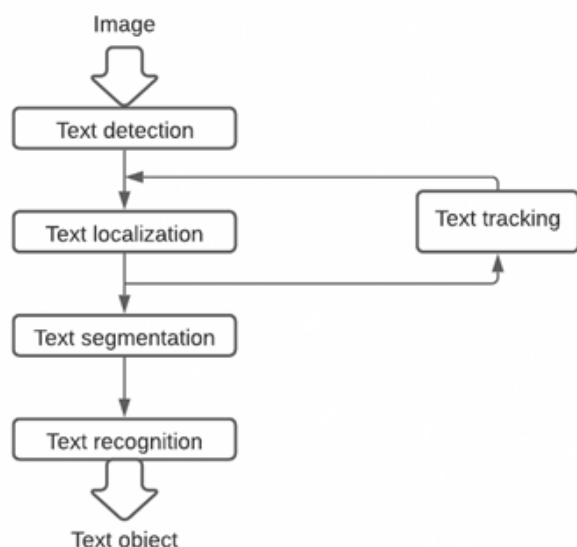 Image
Text detection
Text tracking
Text localization
Text segmentation
Text recognition
Text object